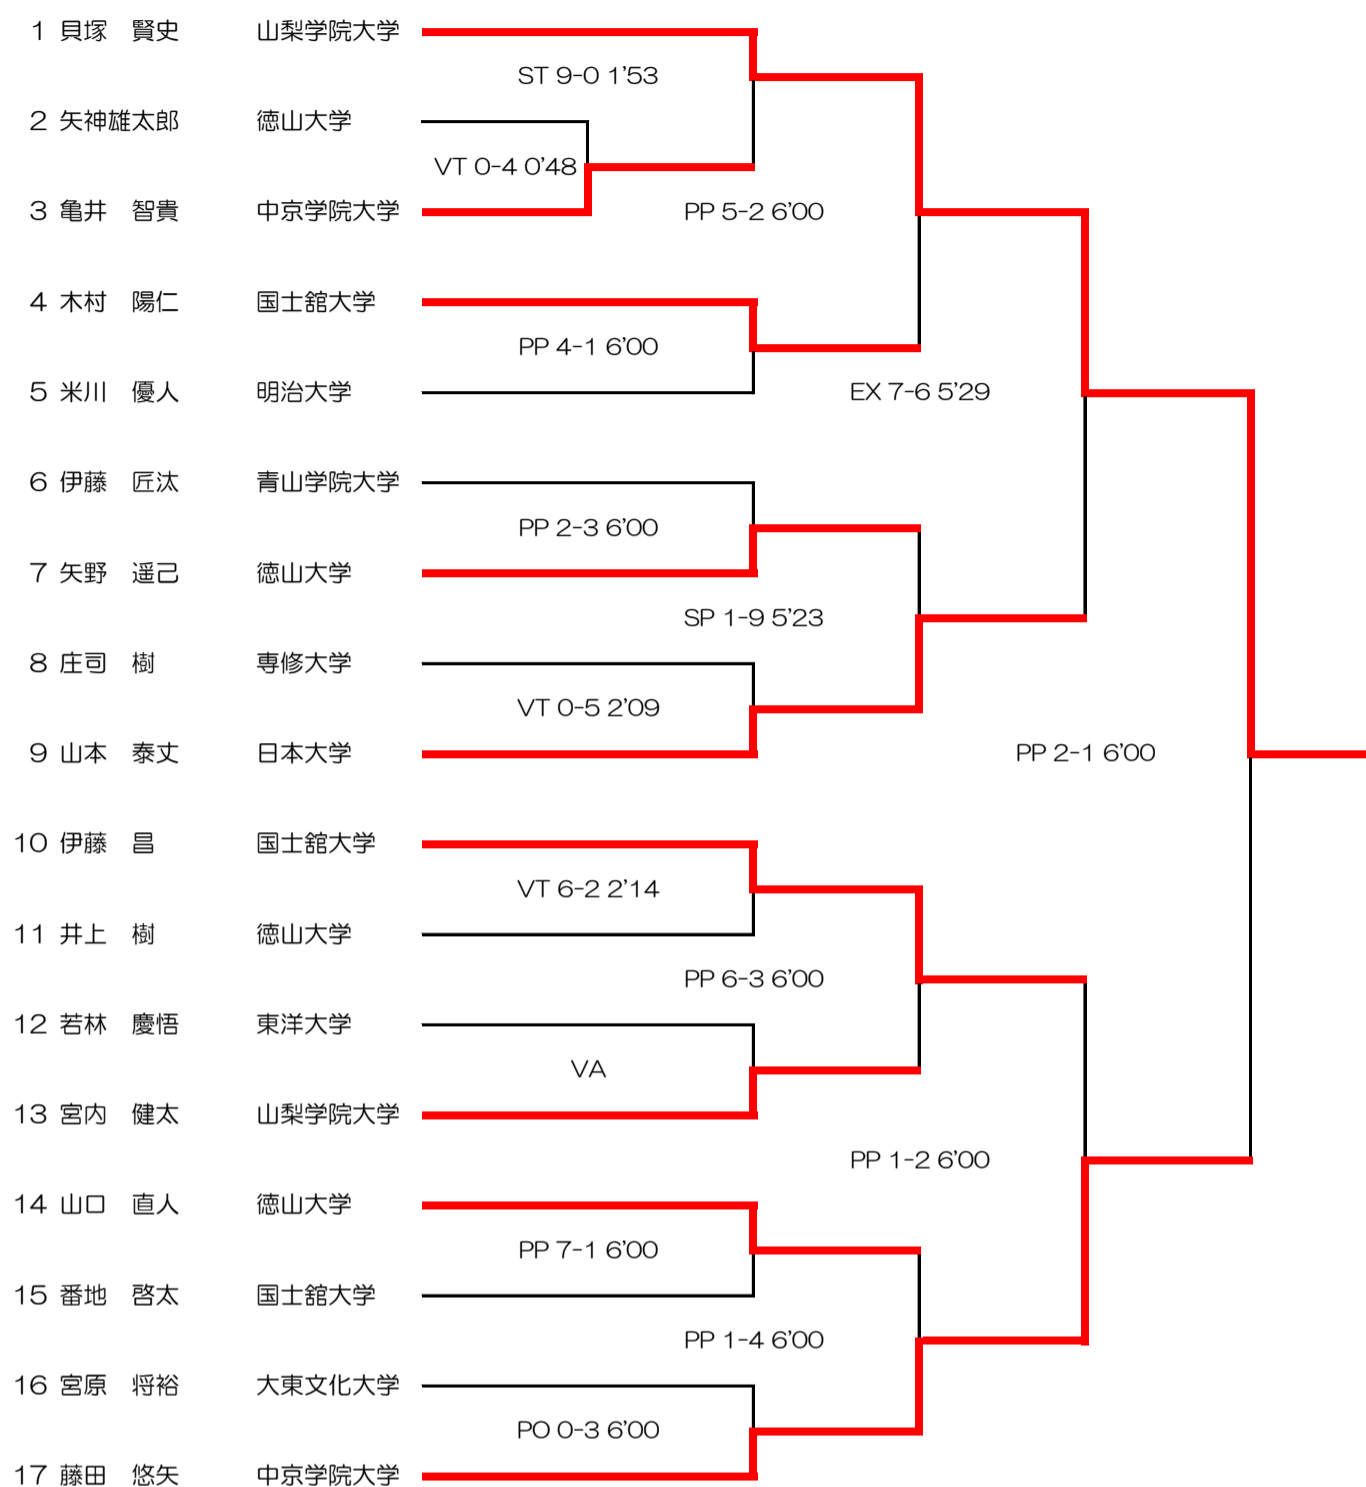 1 貝塚　賢史 山梨学院大学
ST 9-0 1’53
2 矢神雄太郎 徳山大学
VT 0-4 0’48
3 亀井　智貴 中京学院大学
PP 5-2 6’00
4 木村　陽仁 国士舘大学
PP 4-1 6’00
5 米川　優人 明治大学
EX 7-6 5’29
6 伊藤　匠汰 青山学院大学
PP 2-3 6’00
7 矢野　遥己 徳山大学
SP 1-9 5’23
8 庄司　樹 専修大学
VT 0-5 2’09
9 山本　泰丈 日本大学
PP 2-1 6’00
10 伊藤　昌 国士舘大学
VT 6-2 2’14
11 井上　樹 徳山大学
PP 6-3 6’00
12 若林　慶悟 東洋大学
VA
13 宮内　健太 山梨学院大学
PP 1-2 6’00
14 山口　直人 徳山大学
PP 7-1 6’00
15 番地　啓太 国士舘大学
PP 1-4 6’00
16 宮原　将裕 大東文化大学
PO 0-3 6’00
17 藤田　悠矢 中京学院大学